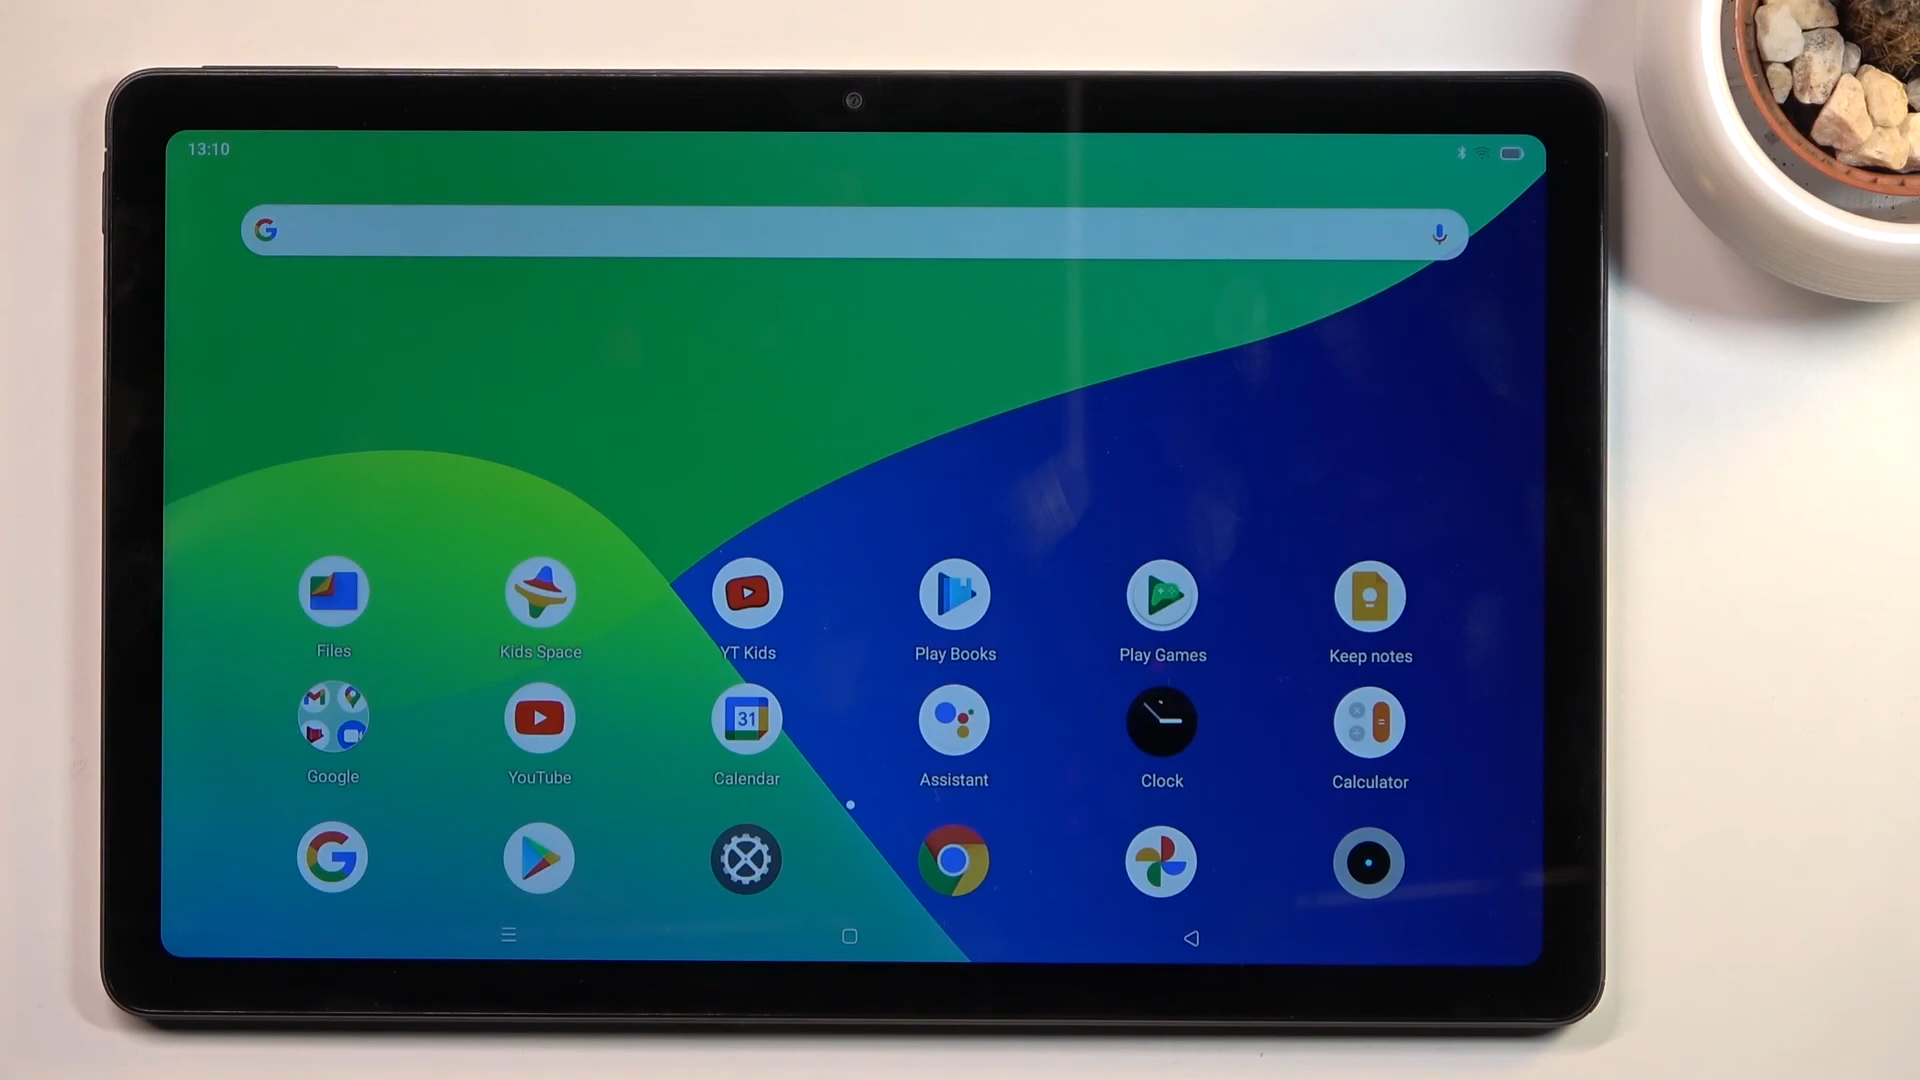 13:10
Files
Kids Space
YT Kids
Play Books
Play Games
Keep notes
Google
YouTube
31
Calendar
Assistant
Clock
Calculator